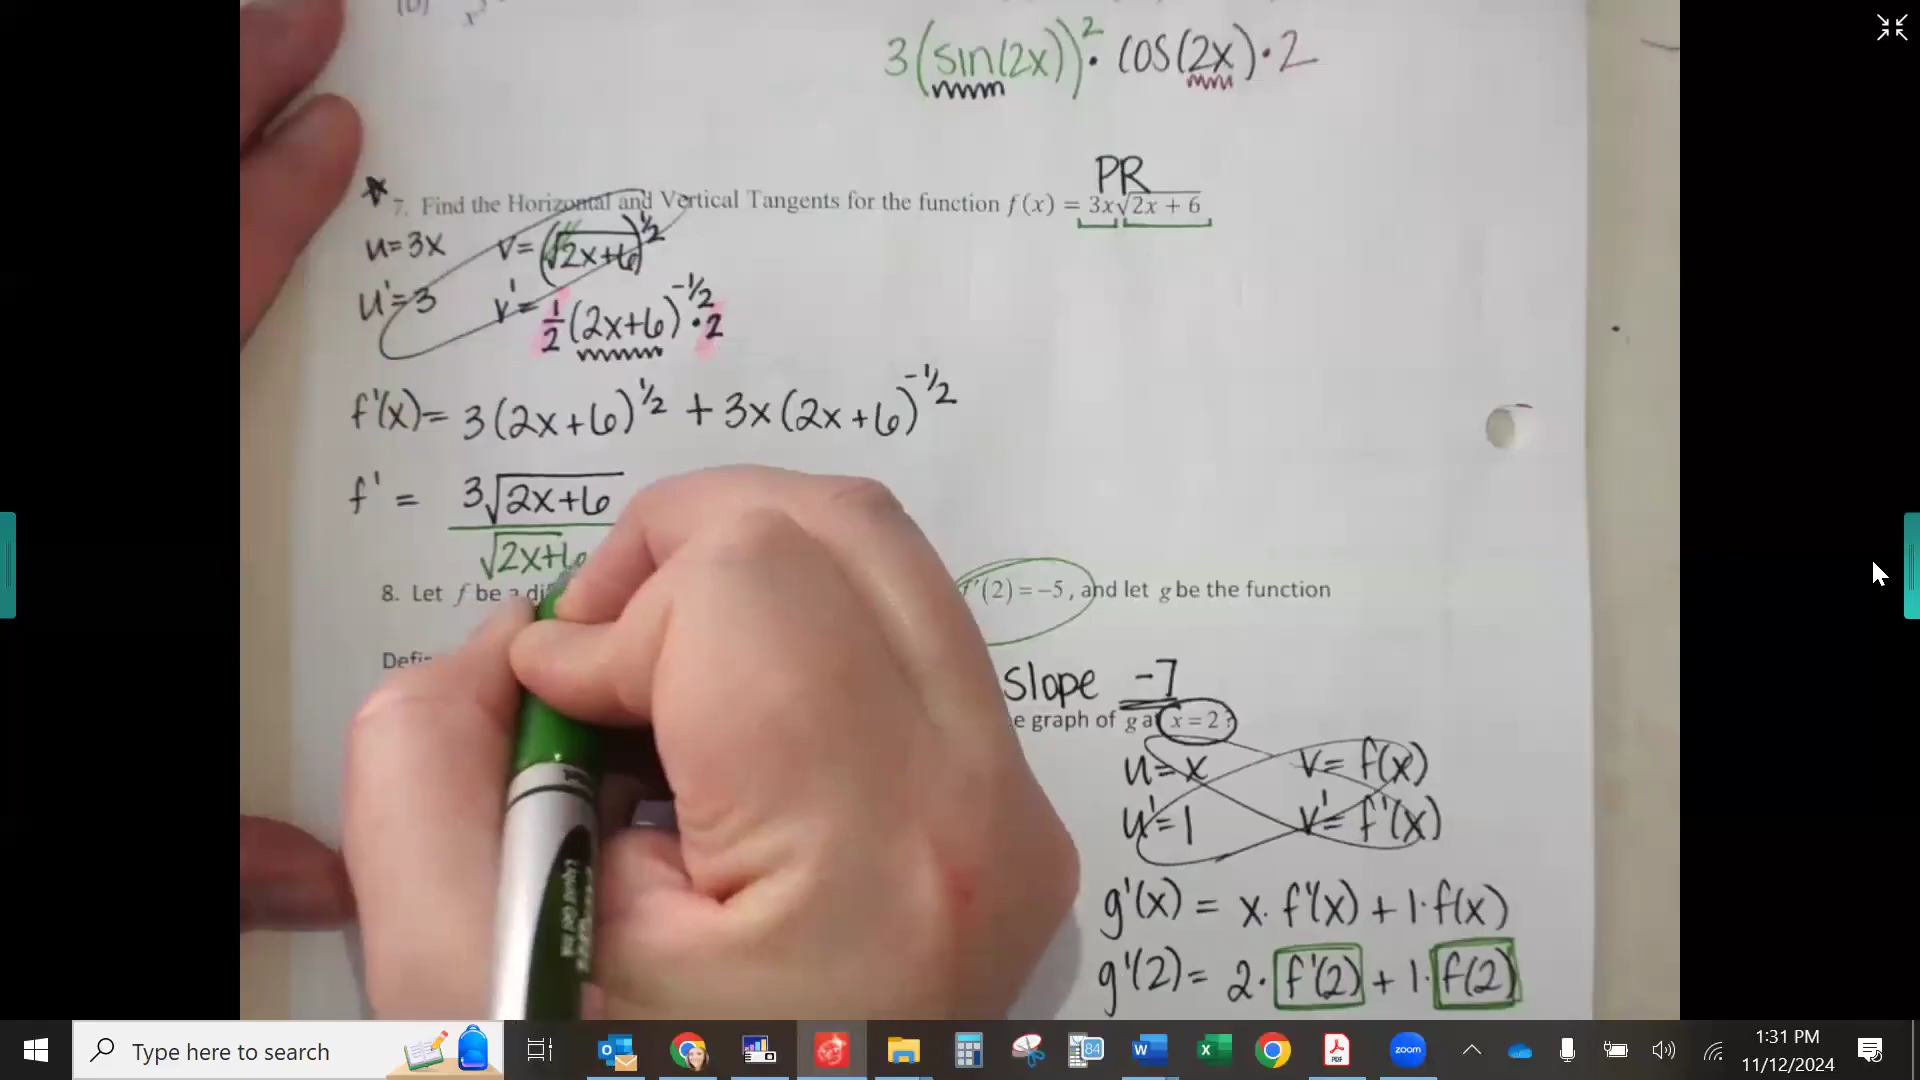 3(sin(2x))² · cos(2x) · 2
PR
★ 7. Find the Horizontal and Vertical Tangents for the function f(x) = 3x√2x + 6
u=3x v=(√2x+6)^1/2
u'=3 v'= 1/2(2x+6)^-1/2 · 2
f'(x)= 3(2x+6)^1/2 + 3x(2x+6)^-1/2
f' = 3√2x+6
√2x+6
8. Let f be a f'(2) = −5, and let g be the function
Slope -7
graph of g x = 2?
u=x v= f(x)
u'=1 v'= f'(x)
g'(x) = x· f'(x) + 1·f(x)
g'(2)= 2· f'(2) + 1·f(2)
Type here to search
84
zoom
1:31 PM
11/12/2024